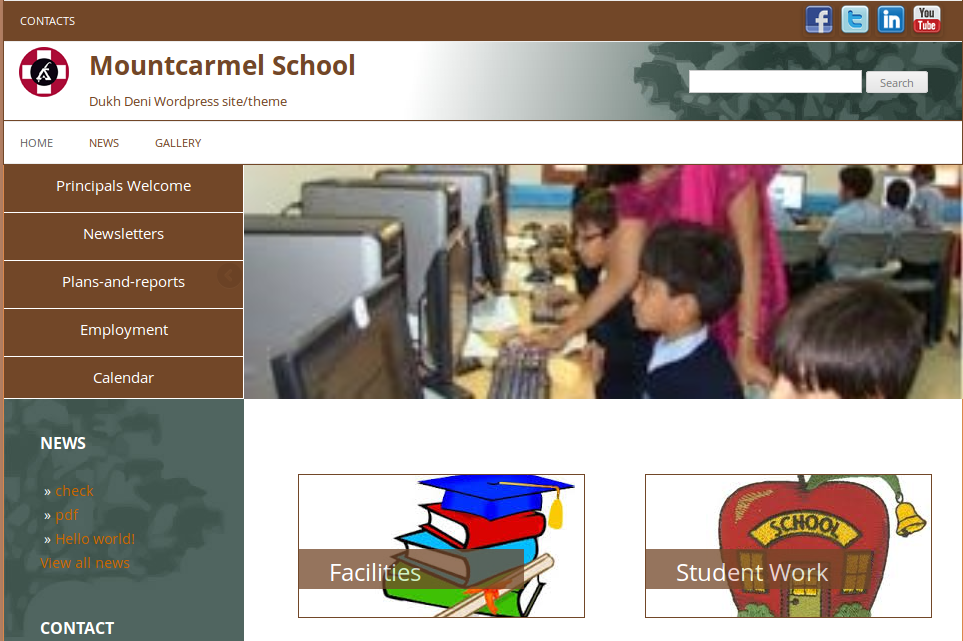 CONTACTS
You
Tube
Mountcarmel School
Dukh Deni Wordpress site/theme
Search
HOME
NEWS
GALLERY
Principals Welcome
Newsletters
Plans-and-reports
Employment
Calendar
NEWS
» check
» pdf
» Hello world!
View all news
CONTACT
Facilities
SCHOOL
Student Work